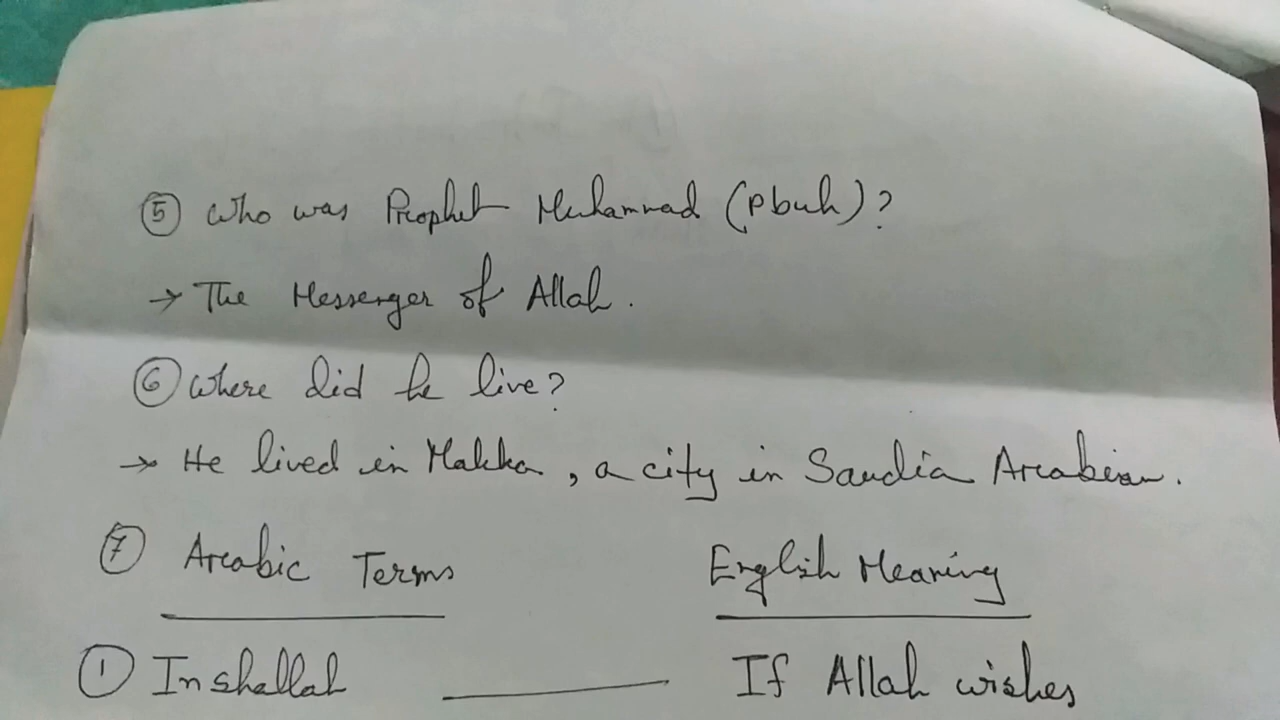 ⑤ Who was Prophet Muhammad (Pbuh)?
→ The Messenger of Allah.
⑥ Where did he live?
→ He lived in Makka, a city in Saudia Arabia.
⑦ Arabic Terms English Meaning
① Inshallah — If Allah wishes